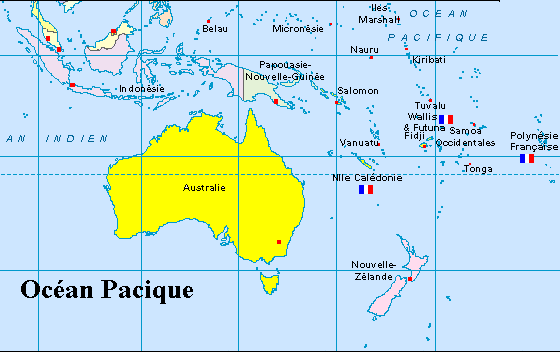 Iles
Marshall
OCEAN
PACIFIQUE
Belau
Micronésie
Nauru
Kiribati
Papouasie-
Nouvelle-Guinée
Indonésie
Salomon
Tuvalu
Wallis
& Futuna
Samoa
Occidentales
Fidji
Polynésie
Française
AN INDIEN
Vanuatu
Tonga
Nlle Calédonie
Australie
Nouvelle-
Zélande
Océan Pacique